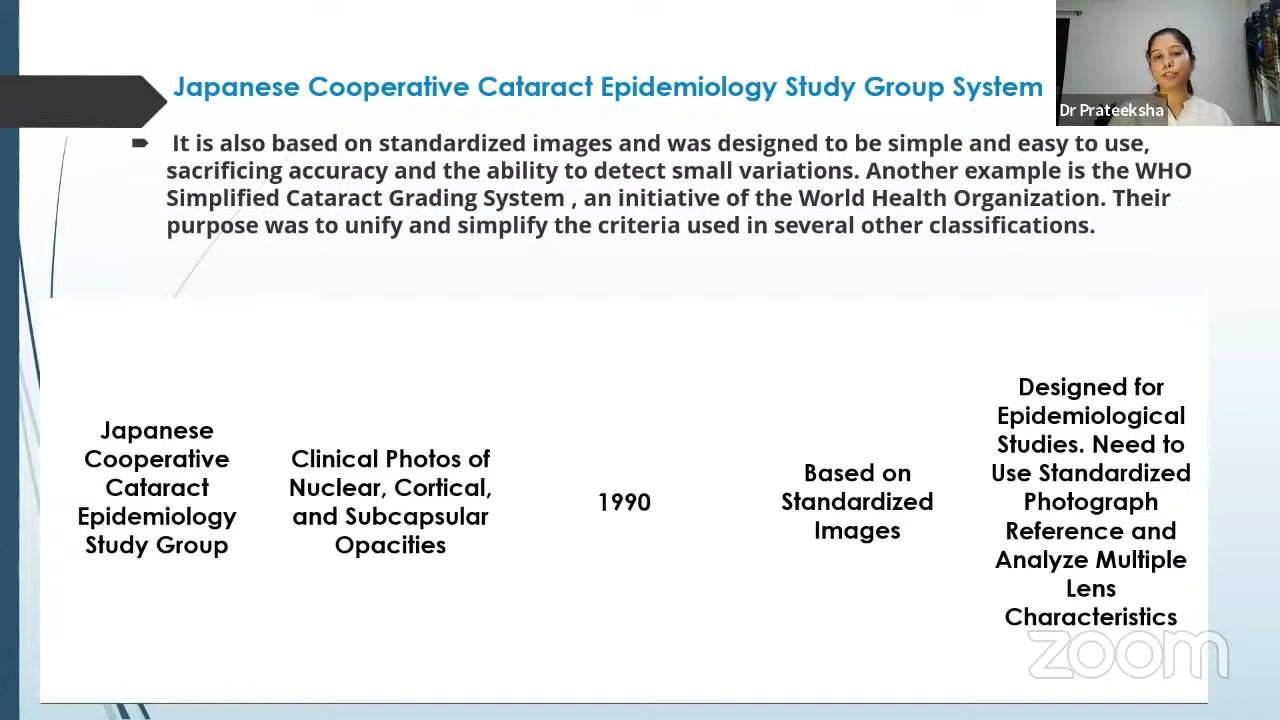 Japanese Cooperative Cataract Epidemiology Study Group System
Dr Prateeksha
It is also based on standardized images and was designed to be simple and easy to use,
sacrificing accuracy and the ability to detect small variations. Another example is the WHO
Simplified Cataract Grading System , an initiative of the World Health Organization. Their
purpose was to unify and simplify the criteria used in several other classifications.
Japanese
Cooperative
Cataract
Epidemiology
Study Group
Clinical Photos of
Nuclear, Cortical,
and Subcapsular
Opacities
1990
Based on
Standardized
Images
Designed for
Epidemiological
Studies. Need to
Use Standardized
Photograph
Reference and
Analyze Multiple
Lens
Characteristics
zoom